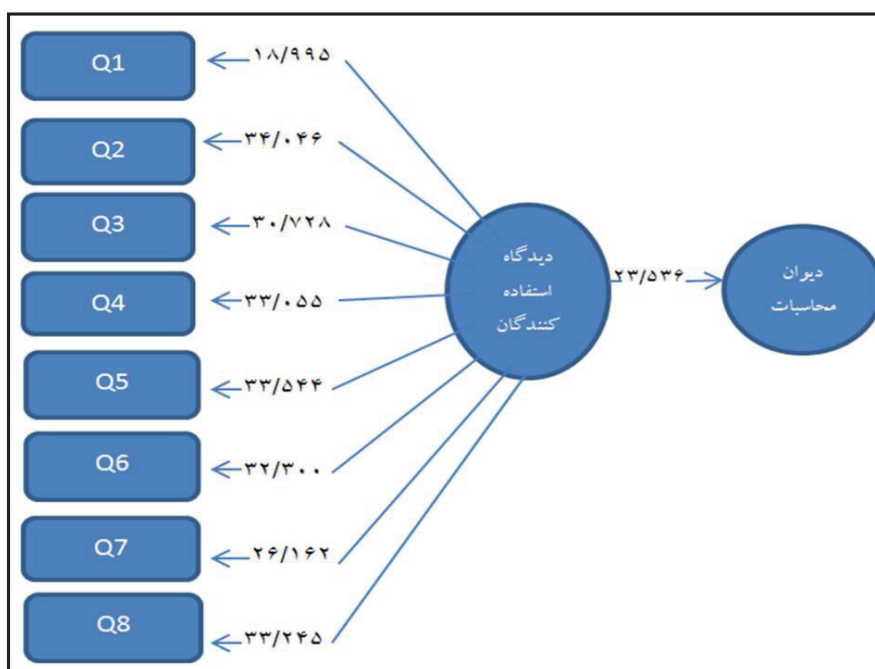 Q1
۱۸/۹۹۵
Q2
۳۴/۰۴۶
Q3
۳۰/۷۲۸
Q4
۳۳/۰۵۵
Q5
۳۳/۵۴۴
Q6
۳۲/۳۰۰
Q7
۲۶/۱۶۲
Q8
۳۳/۲۴۵
دیدگاه
استفاده
کنندگان
۲۳/۵۳۶
دیوان
محاسبات